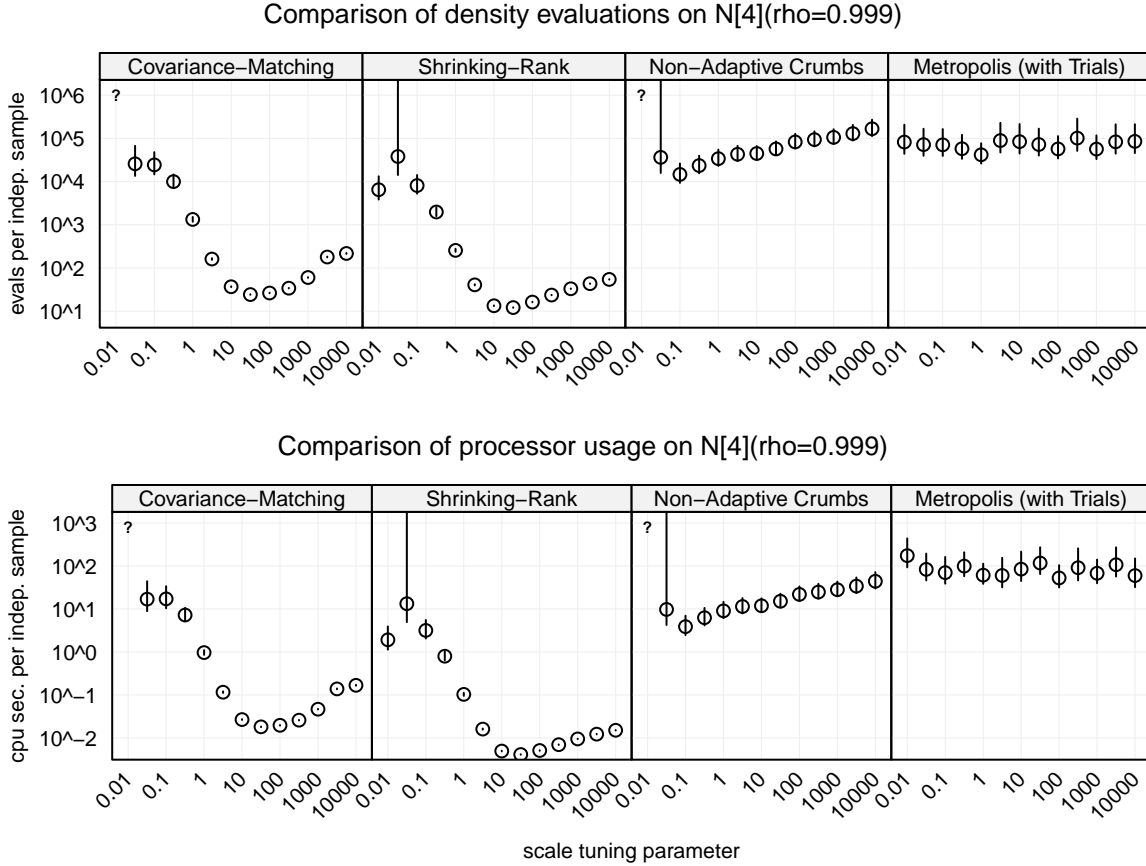 Comparison of density evaluations on N[4](rho=0.999)
Covariance−Matching Shrinking−Rank Non−Adaptive Crumbs Metropolis (with Trials)
evals per indep. sample
10^6
10^5
10^4
10^3
10^2
10^1
? ?
0.01 0.1 1 10 100 1000 10000 0.01 0.1 1 10 100 1000 10000 0.01 0.1 1 10 100 1000 10000 0.01 0.1 1 10 100 1000 10000
Comparison of processor usage on N[4](rho=0.999)
Covariance−Matching Shrinking−Rank Non−Adaptive Crumbs Metropolis (with Trials)
cpu sec. per indep. sample
10^3
10^2
10^1
10^0
10^−1
10^−2
? ?
0.01 0.1 1 10 100 1000 10000 0.01 0.1 1 10 100 1000 10000 0.01 0.1 1 10 100 1000 10000 0.01 0.1 1 10 100 1000 10000
scale tuning parameter